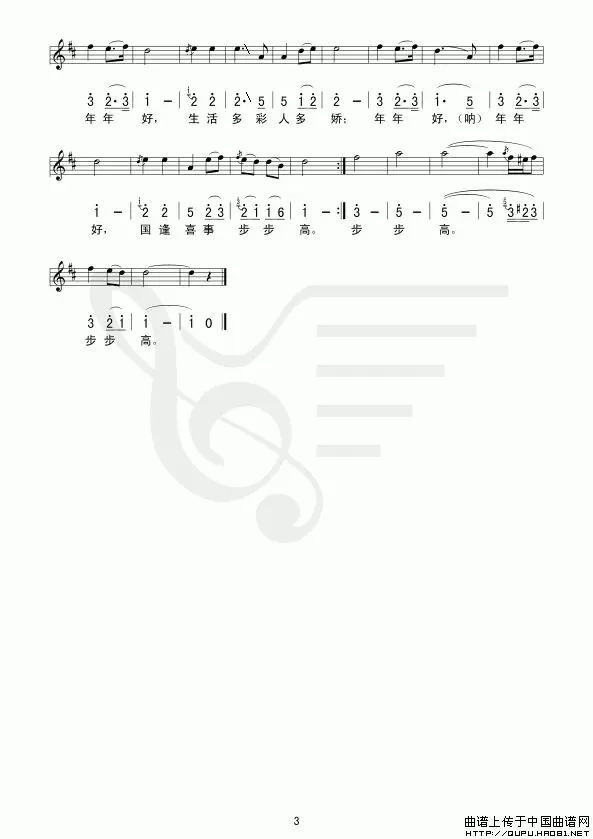 3 2·3 | 1 – | 2 2 | 2·\ 5 | 5 1 2 | 2 – | 3 2·3 | 1· 5 | 3 2·3
年年 好, 生活 多彩 人多 娇; 年年 好,(呐) 年年
1 – | 2 2 | 5 2 3 | 2 1 1 6 | 1 – :| 3 – | 5 – | 5 – | 5 3 #2 3
好, 国逢 喜事 步步 高。 步 步 高。
3 2 1 | 1 – | 1 0
步步 高。
3
曲谱上传于中国曲谱网
HTTP://QUPU.HAO81.NET